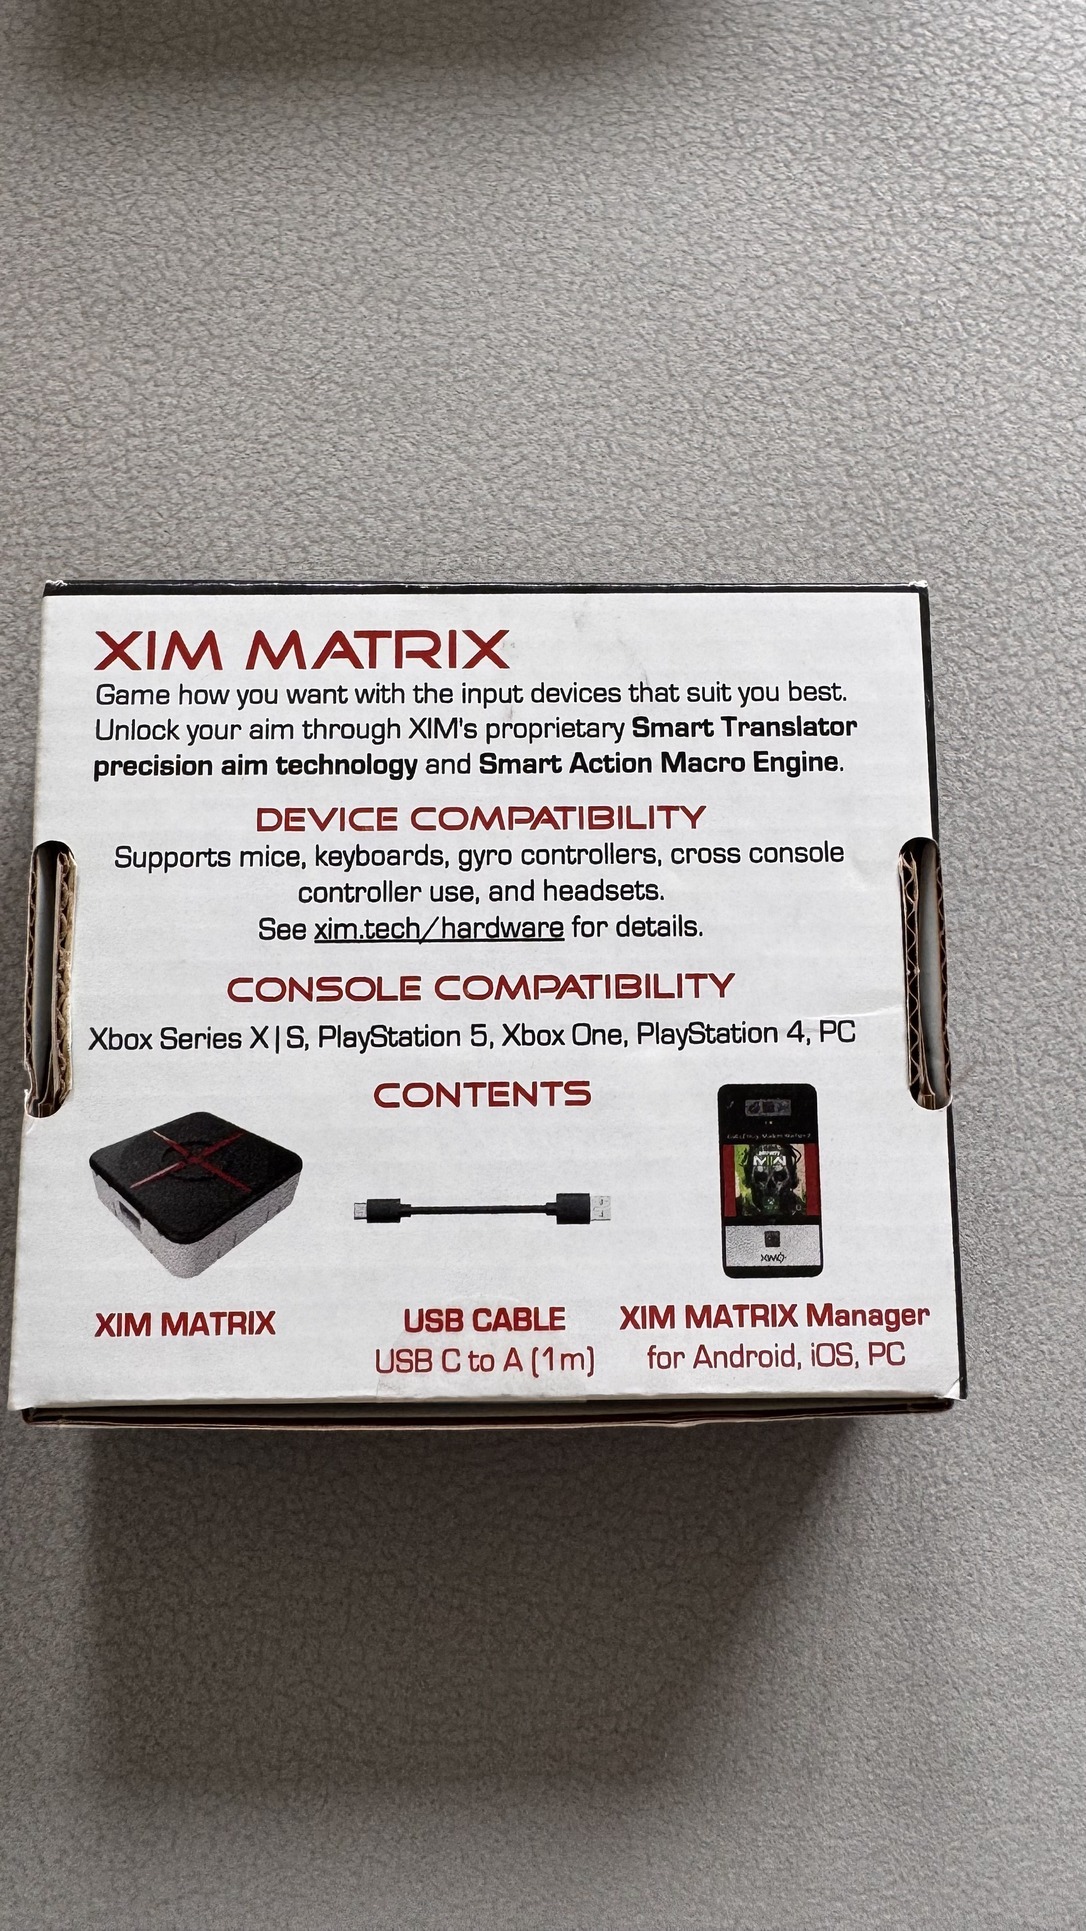 XIM MATRIX
Game how you want with the input devices that suit you best.
Unlock your aim through XIM's proprietary Smart Translator
precision aim technology and Smart Action Macro Engine.
DEVICE COMPATIBILITY
Supports mice, keyboards, gyro controllers, cross console
controller use, and headsets.
See xim.tech/hardware for details.
CONSOLE COMPATIBILITY
Xbox Series X|S, PlayStation 5, Xbox One, PlayStation 4, PC
CONTENTS
XIM MATRIX
USB CABLE
USB C to A (1m)
XIM MATRIX Manager
for Android, iOS, PC